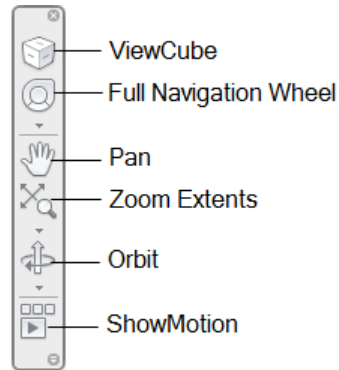 ViewCube
Full Navigation Wheel
Pan
Zoom Extents
Orbit
ShowMotion